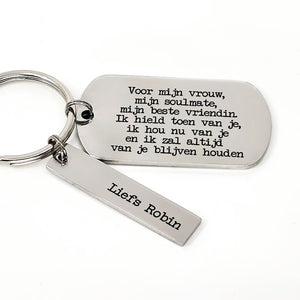 Voor mijn vrouw,
mijn soulmate,
mijn beste vriendin.
Ik hield toen van je,
ik hou nu van je
en ik zal altijd
van je blijven houden
Liefs Robin